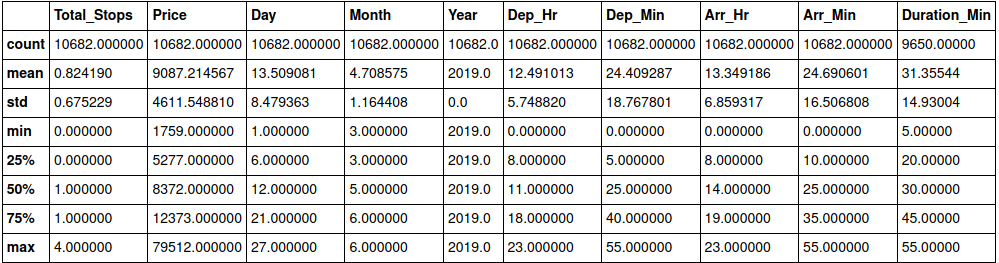 Total_Stops Price Day Month Year Dep_Hr Dep_Min Arr_Hr Arr_Min Duration_Min
count 10682.000000 10682.000000 10682.000000 10682.000000 10682.0 10682.000000 10682.000000 10682.000000 10682.000000 9650.00000
mean 0.824190 9087.214567 13.509081 4.708575 2019.0 12.491013 24.409287 13.349186 24.690601 31.35544
std 0.675229 4611.548810 8.479363 1.164408 0.0 5.748820 18.767801 6.859317 16.506808 14.93004
min 0.000000 1759.000000 1.000000 3.000000 2019.0 0.000000 0.000000 0.000000 0.000000 5.00000
25% 0.000000 5277.000000 6.000000 3.000000 2019.0 8.000000 5.000000 8.000000 10.000000 20.00000
50% 1.000000 8372.000000 12.000000 5.000000 2019.0 11.000000 25.000000 14.000000 25.000000 30.00000
75% 1.000000 12373.000000 21.000000 6.000000 2019.0 18.000000 40.000000 19.000000 35.000000 45.00000
max 4.000000 79512.000000 27.000000 6.000000 2019.0 23.000000 55.000000 23.000000 55.000000 55.00000